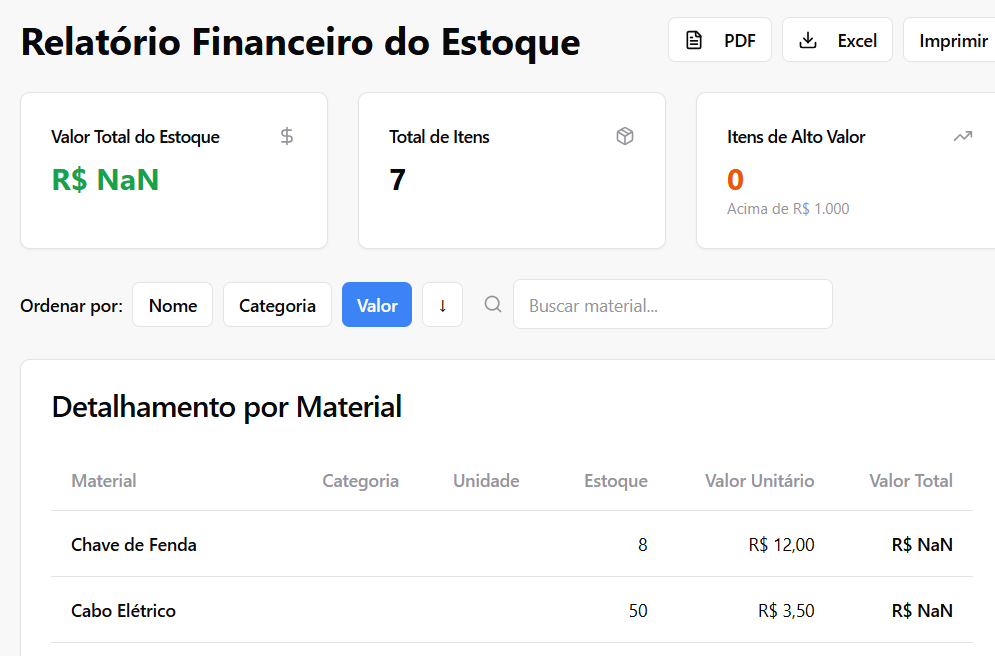 Relatório Financeiro do Estoque
PDF
Excel
Imprimir
Valor Total do Estoque
R$ NaN
Total de Itens
7
Itens de Alto Valor
0
Acima de R$ 1.000
Ordenar por: Nome Categoria Valor ↓ Buscar material...
Detalhamento por Material
Material Categoria Unidade Estoque Valor Unitário Valor Total
Chave de Fenda 8 R$ 12,00 R$ NaN
Cabo Elétrico 50 R$ 3,50 R$ NaN